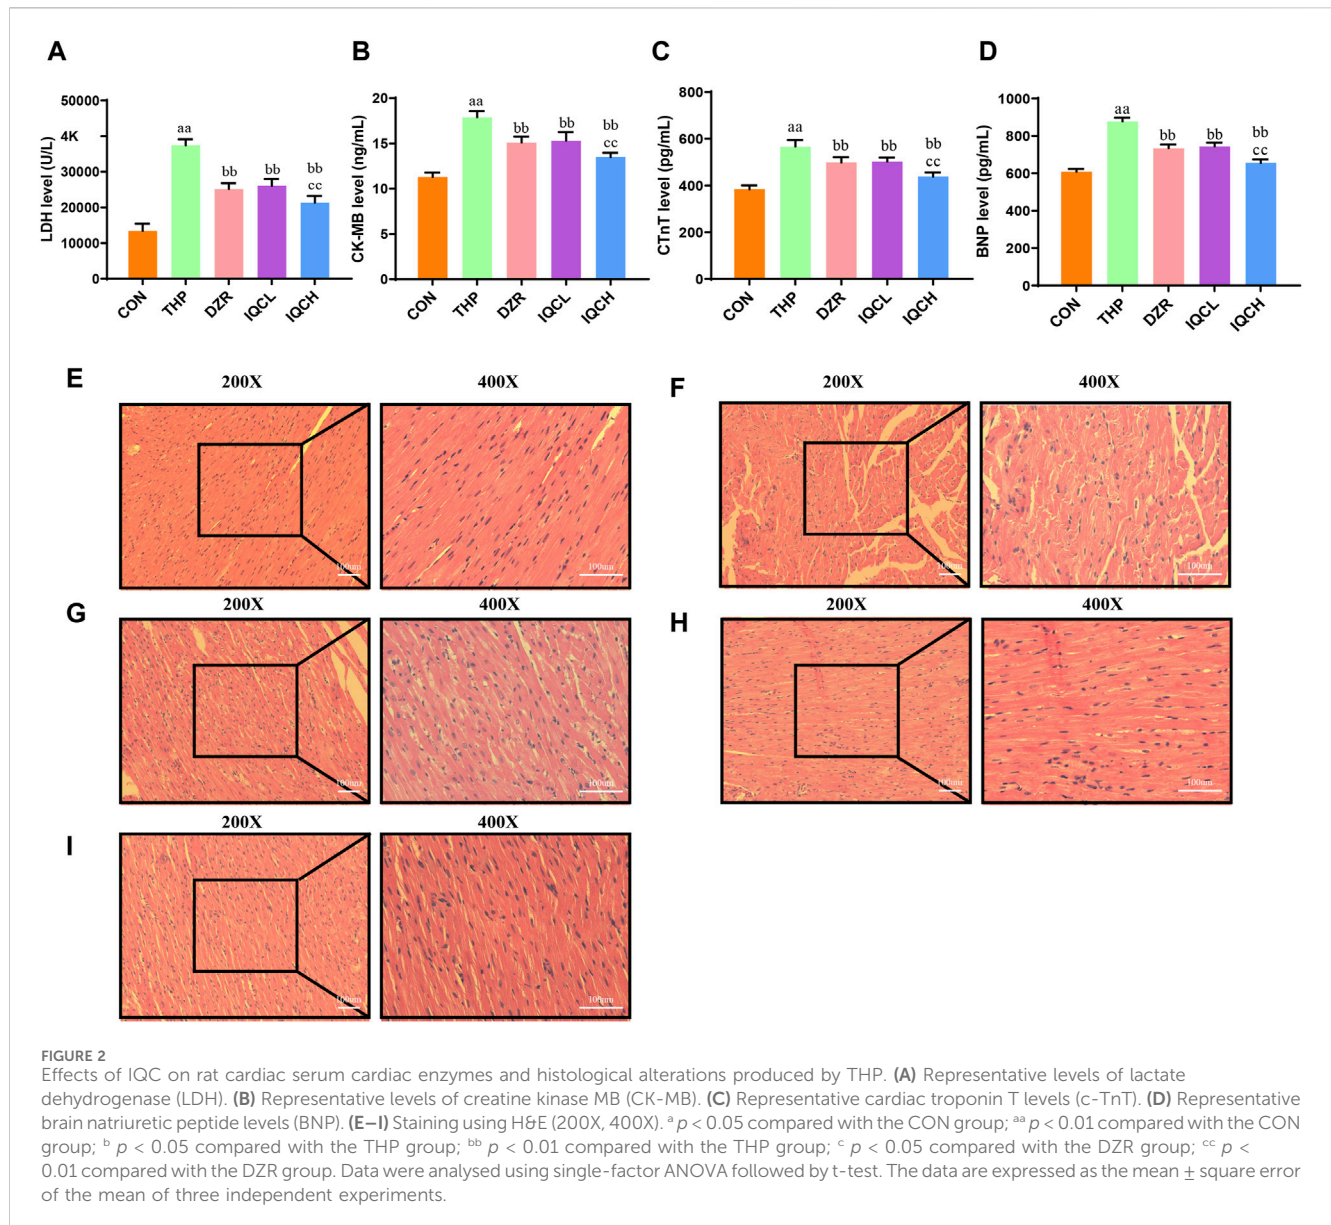 A
B
C
D
LDH level (U/L)
50000
4K
30000
20000
10000
0
aa
bb
bb
bb
cc
CON
THP
DZR
IQCL
IQCH
CK-MB level (ng/mL)
20
15
10
5
0
aa
bb
bb
bb
cc
CON
THP
DZR
IQCL
IQCH
CTnT level (pg/mL)
800
600
400
200
0
aa
bb
bb
bb
cc
CON
THP
DZR
IQCL
IQCH
BNP level (pg/mL)
1000
800
600
400
200
0
aa
bb
bb
bb
cc
CON
THP
DZR
IQCL
IQCH
E
200X
400X
100um
100um
F
200X
400X
100um
100um
G
200X
400X
100um
100um
H
200X
400X
100um
100um
I
200X
400X
100um
100um
FIGURE 2
Effects of IQC on rat cardiac serum cardiac enzymes and histological alterations produced by THP. (A) Representative levels of lactate
dehydrogenase (LDH). (B) Representative levels of creatine kinase MB (CK-MB). (C) Representative cardiac troponin T levels (c-TnT). (D) Representative
brain natriuretic peptide levels (BNP). (E–I) Staining using H&E (200X, 400X). ᵃ p < 0.05 compared with the CON group; ᵃᵃ p < 0.01 compared with the CON
group; ᵇ p < 0.05 compared with the THP group; ᵇᵇ p < 0.01 compared with the THP group; ᶜ p < 0.05 compared with the DZR group; ᶜᶜ p <
0.01 compared with the DZR group. Data were analysed using single-factor ANOVA followed by t-test. The data are expressed as the mean ± square error
of the mean of three independent experiments.